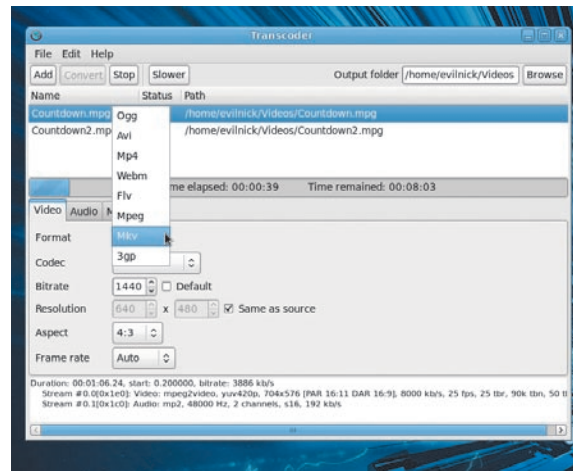 Transcoder
File Edit Help
Add Convert Stop Slower Output folder /home/evilnick/Videos Browse
Name Status Path
Countdown.mpg /home/evilnick/Videos/Countdown.mpg
Countdown2.mp /home/evilnick/Videos/Countdown2.mpg
Ogg
Avi
Mp4
Webm
Flv
Mpeg
Mkv
3gp
me elapsed: 00:00:39 Time remained: 00:08:03
Video Audio M
Format
Codec
Bitrate 1440 Default
Resolution 640 x 480 Same as source
Aspect 4:3
Frame rate Auto
Duration: 00:01:06.24, start: 0.200000, bitrate: 3886 kb/s
Stream #0.0[0x1e0]: Video: mpeg2video, yuv420p, 704x576 [PAR 16:11 DAR 16:9], 8000 kb/s, 25 fps, 25 tbr, 90k tbn, 50 tl
Stream #0.1[0x1c0]: Audio: mp2, 48000 Hz, 2 channels, s16, 192 kb/s